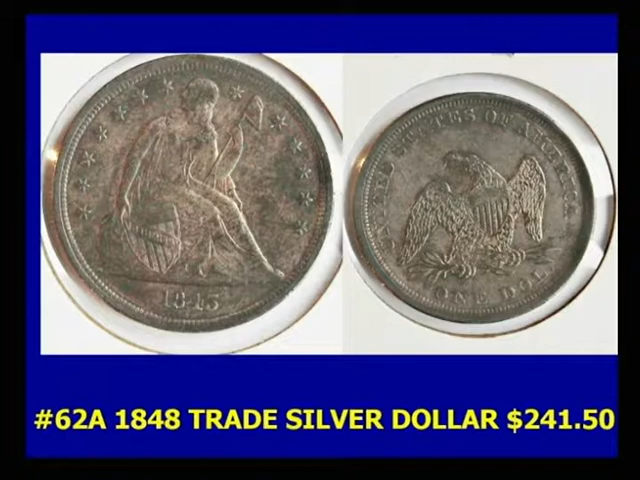 1845
UNITED STATES OF AMERICA
ONE DOL
#62A 1848 TRADE SILVER DOLLAR $241.50